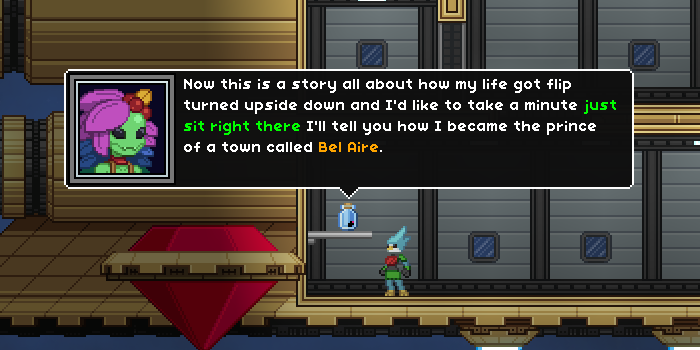 Now this is a story all about how my life got flip
turned upside down and I'd like to take a minute just
sit right there I'll tell you how I became the prince
of a town called Bel Aire.